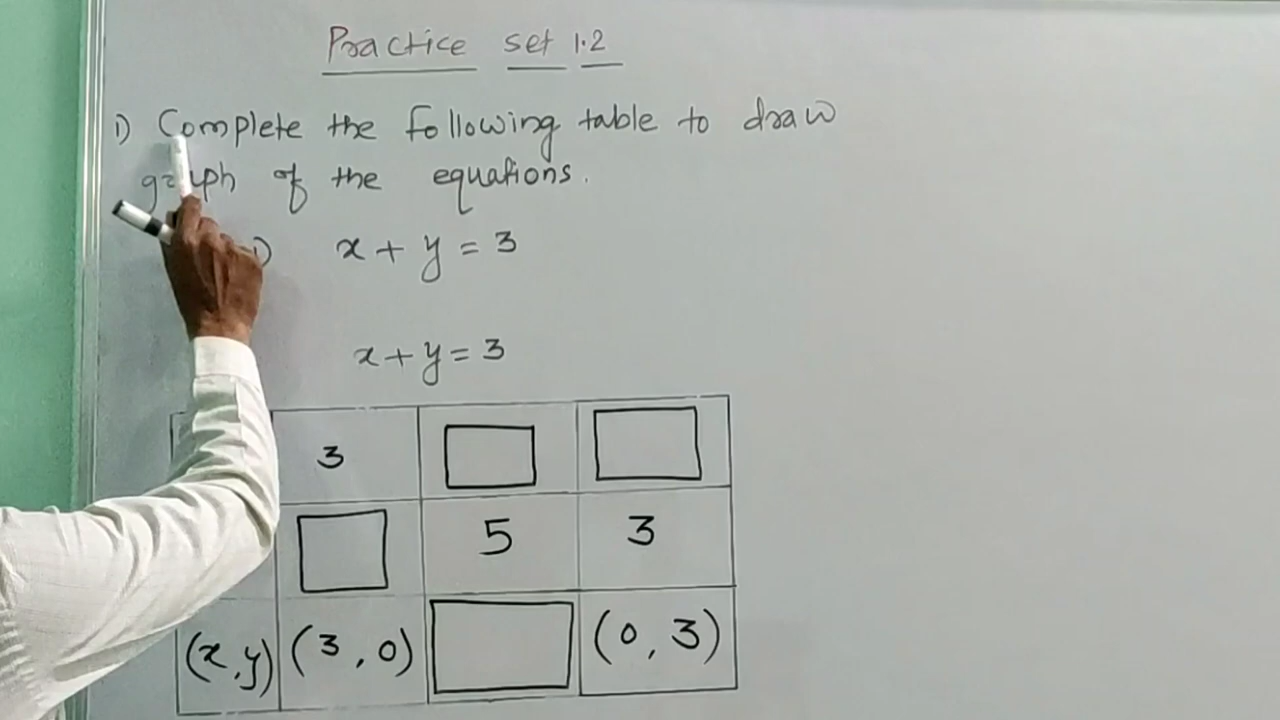 Practice set 1.2
1) Complete the following table to draw
graph of the equations.
1) x + y = 3
x + y = 3
3
5 3
(x,y) (3,0) (0,3)